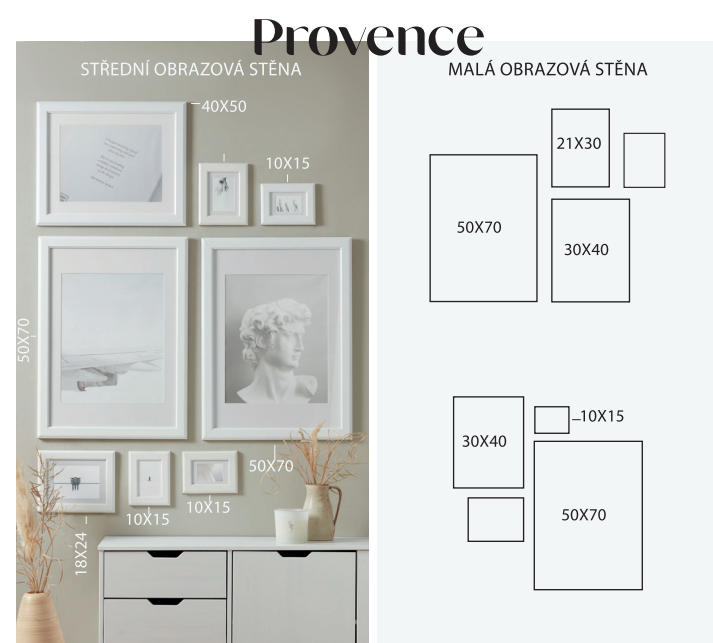 Provence
STŘEDNÍ OBRAZOVÁ STĚNA
40X50
10X15
50X70
50X70
10X15
10X15
18X24
MALÁ OBRAZOVÁ STĚNA
21X30
50X70
30X40
10X15
30X40
50X70